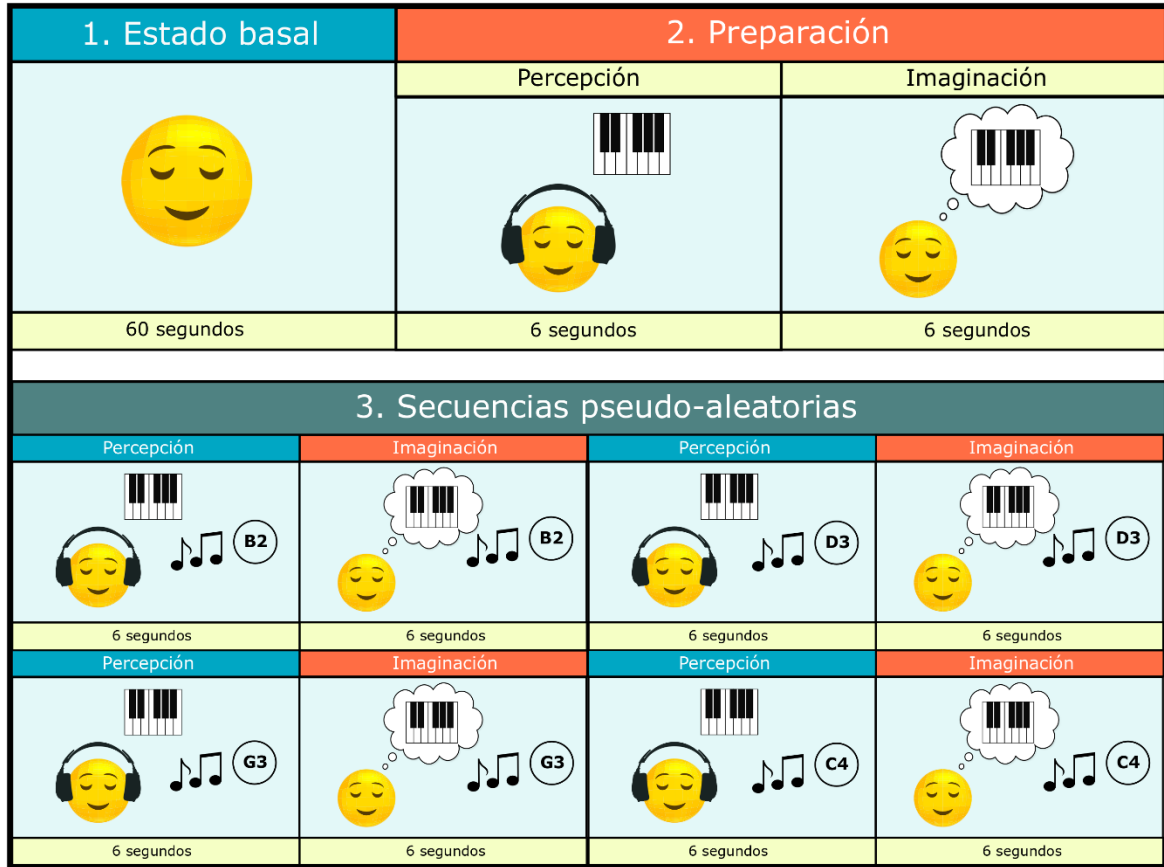 1. Estado basal
2. Preparación
Percepción
Imaginación
60 segundos
6 segundos
6 segundos
3. Secuencias pseudo-aleatorias
Percepción
Imaginación
Percepción
Imaginación
B2
B2
D3
D3
6 segundos
6 segundos
6 segundos
6 segundos
Percepción
Imaginación
Percepción
Imaginación
G3
G3
C4
C4
6 segundos
6 segundos
6 segundos
6 segundos